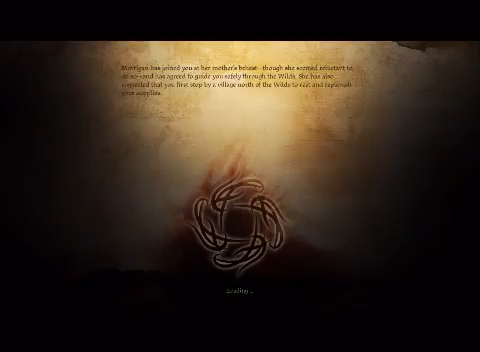 Morrigan has joined you at her mother's behest--though she seemed reluctant to
do so--and has agreed to guide you safely through the Wilds. She has also
suggested that you first stop by a village north of the Wilds to rest and replenish
your supplies.
Loading ...